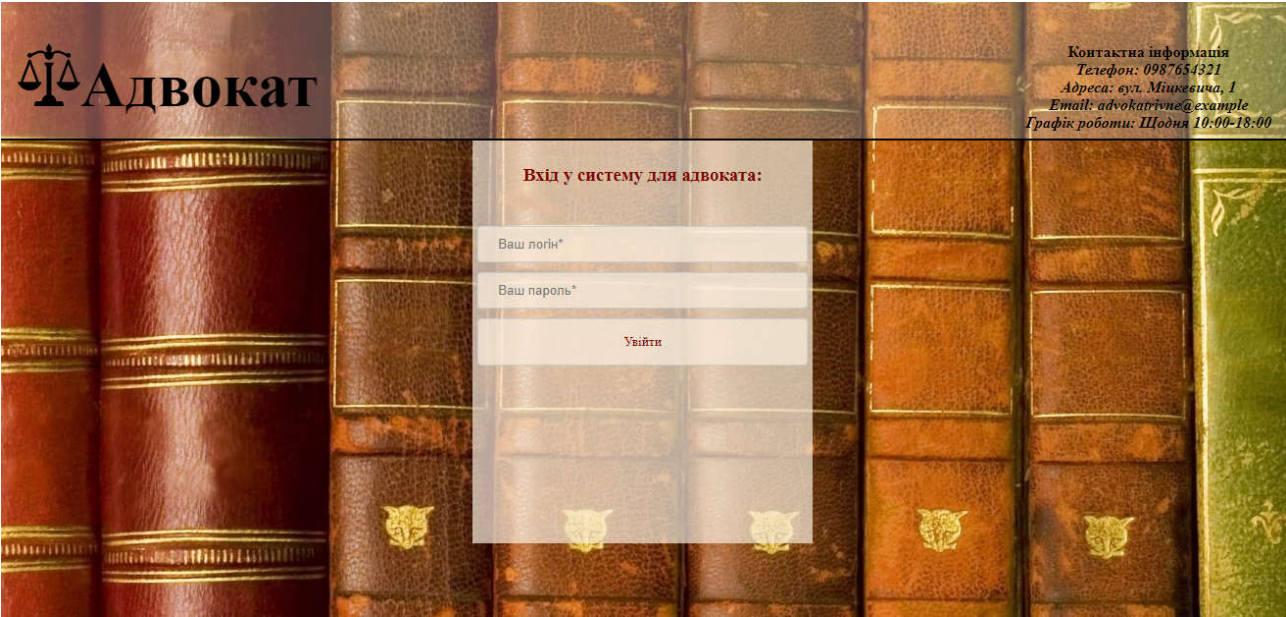 Адвокат
Контактна інформація
Телефон: 0987654321
Адреса: вул. Міцкевича, 1
Email: advokatrivne@example
Графік роботи: Щодня 10:00-18:00
Вхід у систему для адвоката:
Ваш логін*
Ваш пароль*
Увійти